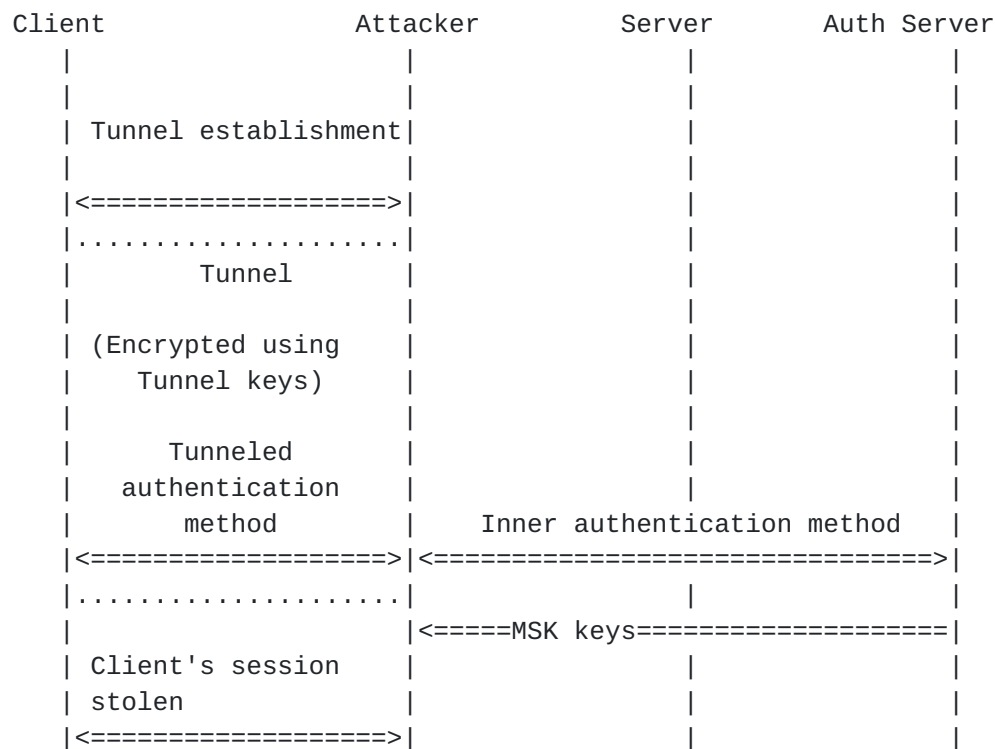 Client                Attacker         Server       Auth Server
   |                     |                 |                |
   |                     |                 |                |
   | Tunnel establishment|                 |                |
   |                     |                 |                |
   |<===================>|                 |                |
   |.....................|                 |                |
   |        Tunnel       |                 |                |
   |                     |                 |                |
   | (Encrypted using    |                 |                |
   |    Tunnel keys)     |                 |                |
   |                     |                 |                |
   |      Tunneled       |                 |                |
   |   authentication    |                 |                |
   |       method        |    Inner authentication method   |
   |<===================>|<================================>|
   |.....................|                 |                |
   |                     |<=====MSK keys====================|
   | Client's session    |                 |                |
   | stolen              |                 |                |
   |<===================>|                 |                |